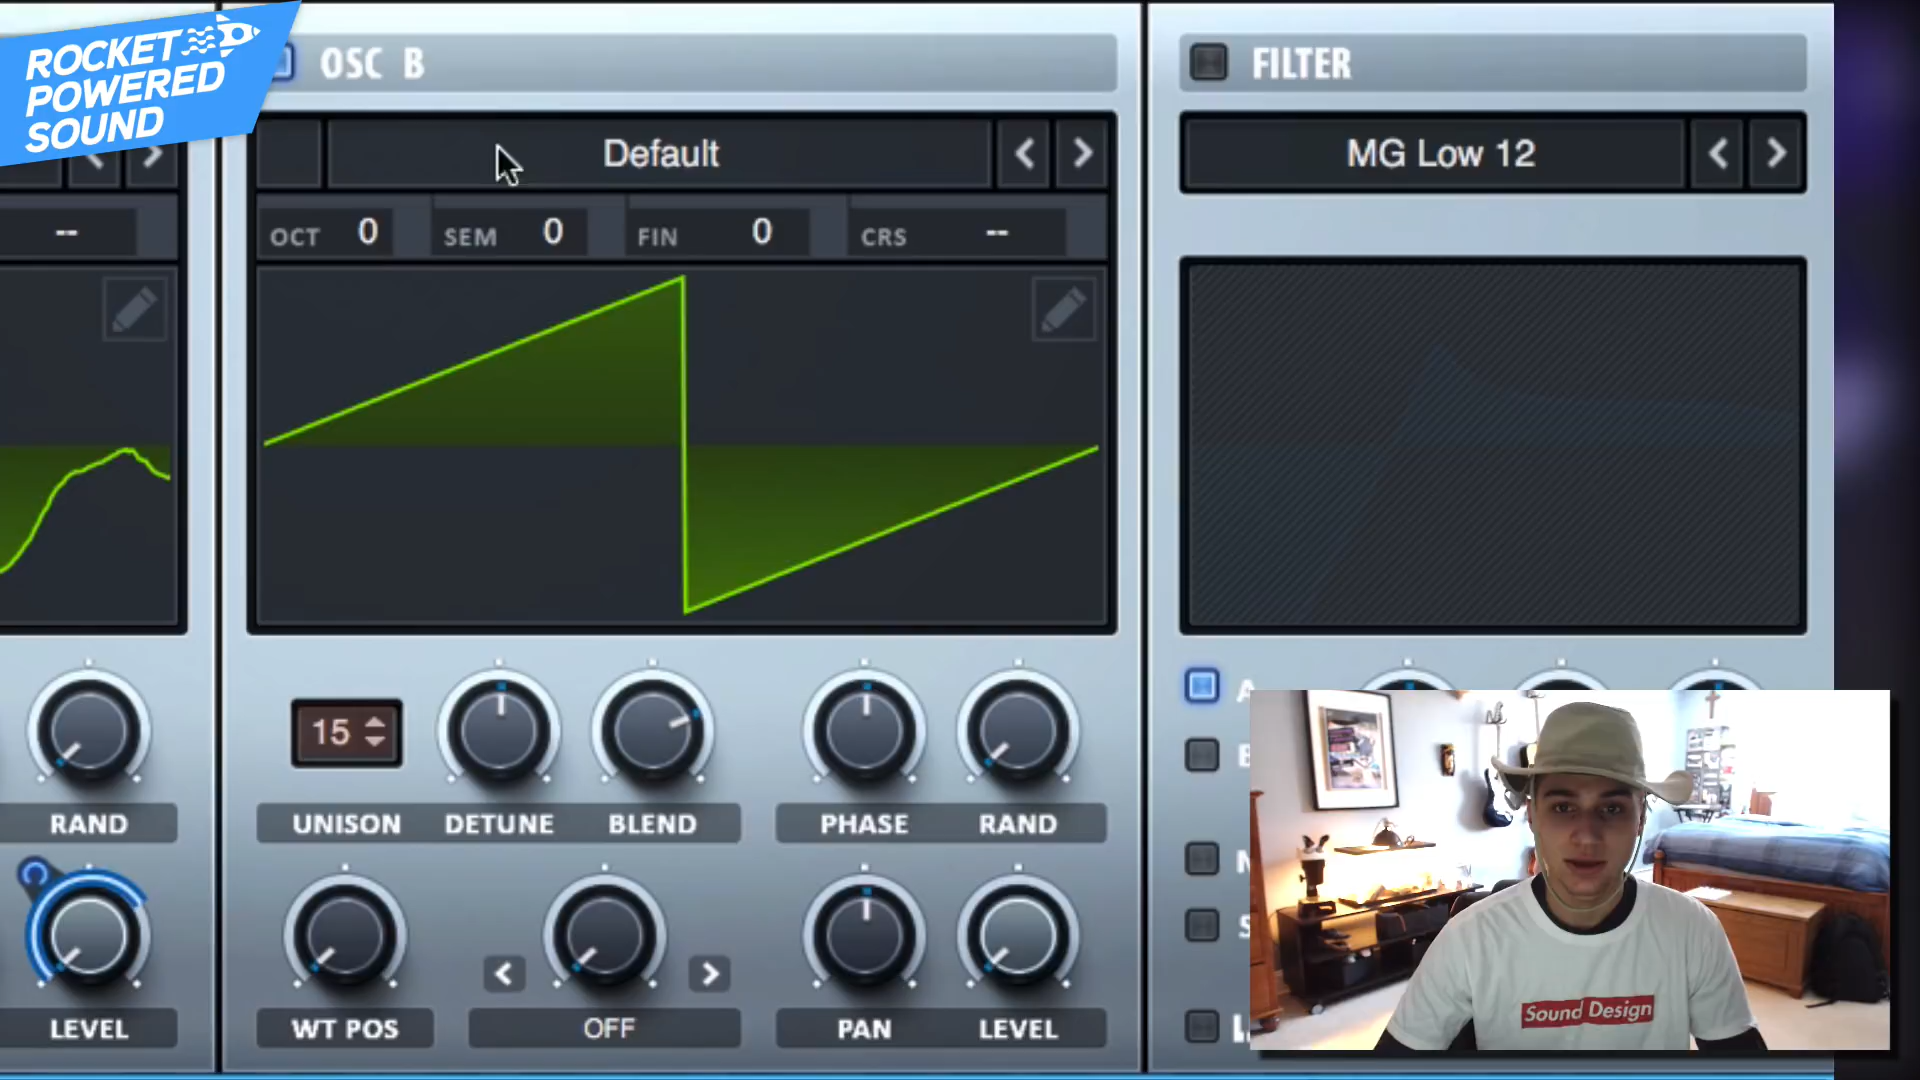 ROCKET
POWERED
SOUND
OSC B
FILTER
Default
MG Low 12
--
OCT 0
SEM 0
FIN 0
CRS --
15
RAND
UNISON
DETUNE
BLEND
PHASE
RAND
A
LEVEL
WT POS
OFF
PAN
LEVEL
Sound Design